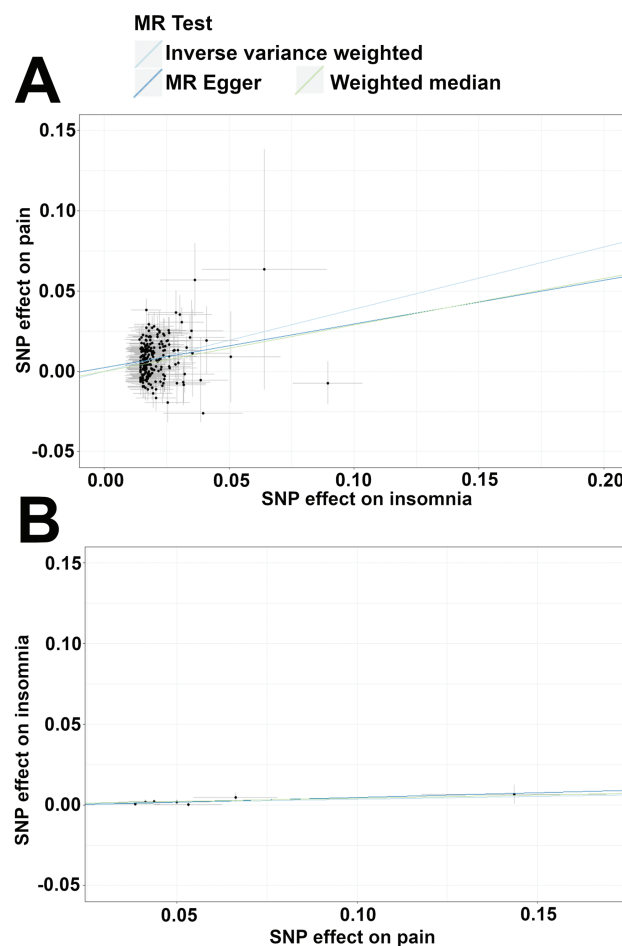 MR Test
Inverse variance weighted
MR Egger Weighted median
A
0.15
0.10
0.05
0.00
-0.05
SNP effect on pain
0.00 0.05 0.10 0.15 0.20
SNP effect on insomnia
B
0.15
0.10
0.05
0.00
-0.05
SNP effect on insomnia
0.05 0.10 0.15
SNP effect on pain